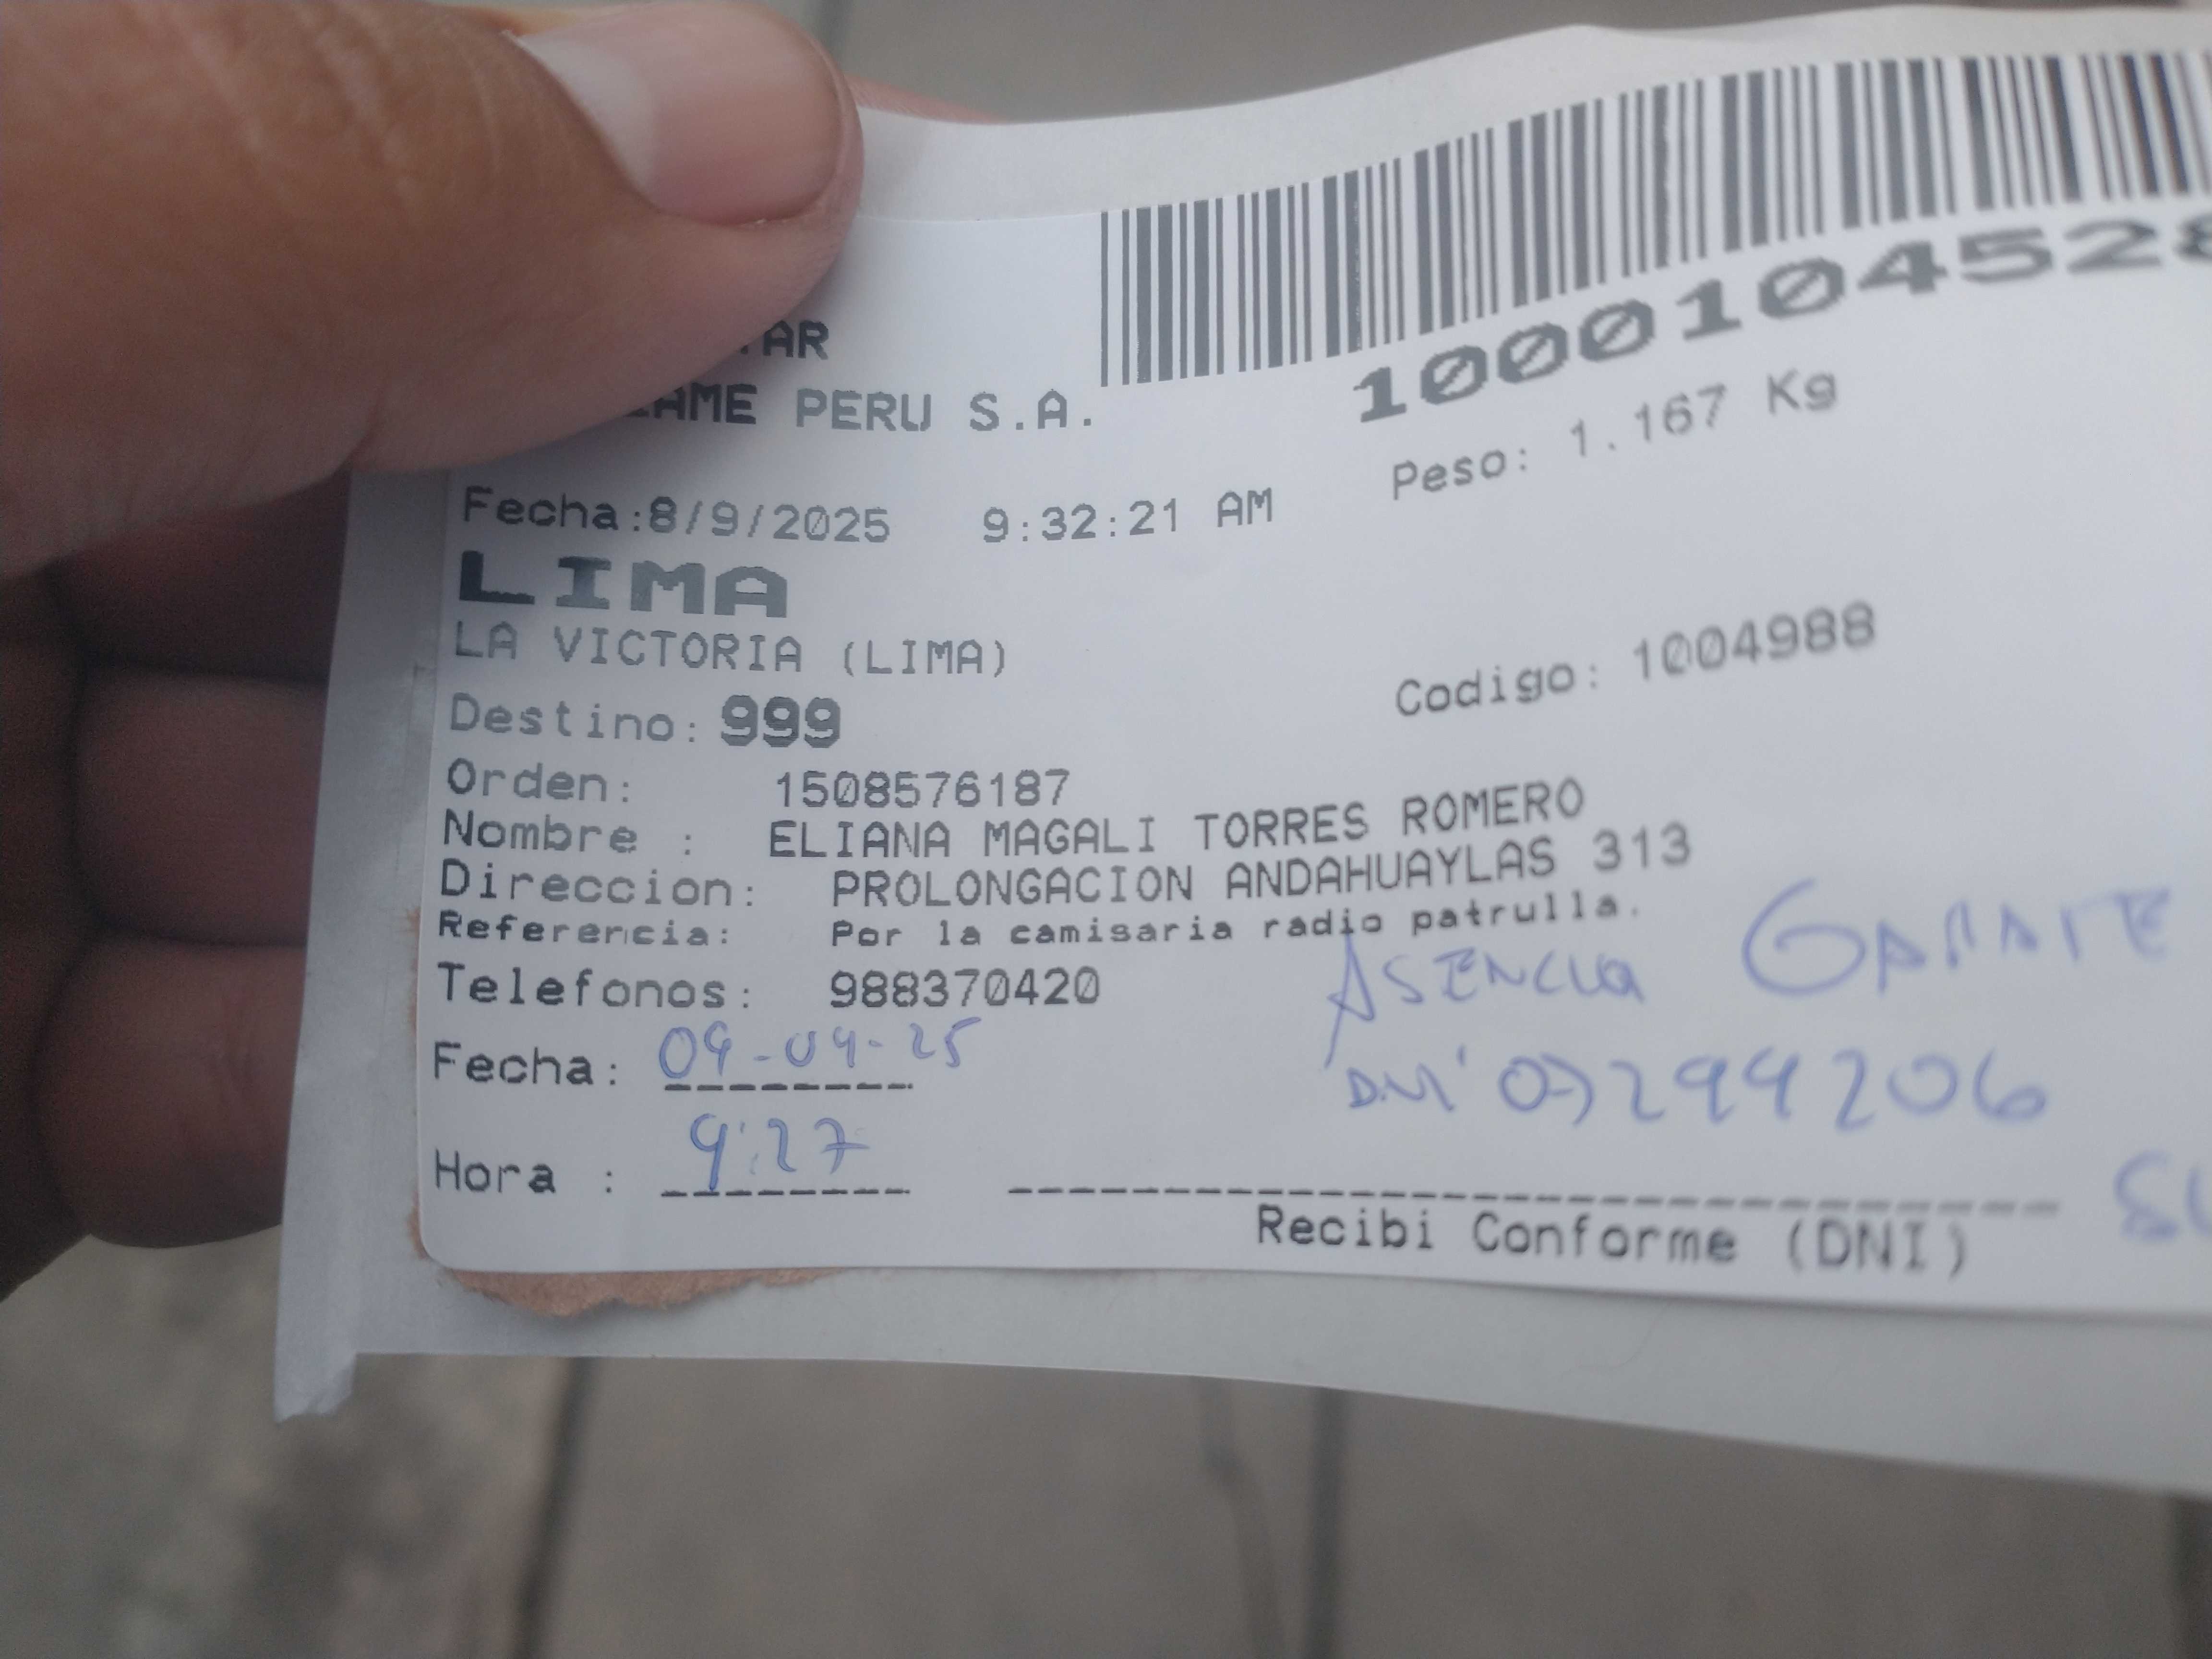 PERU S.A.
1000104528
Peso: 1.167 Kg
Fecha:8/9/2025 9:32:21 AM
LIMA
LA VICTORIA (LIMA)
Destino: 999
Codigo: 1004988
Orden: 1508576187
Nombre : ELIANA MAGALI TORRES ROMERO
Direccion: PROLONGACION ANDAHUAYLAS 313
Referencia: Por la camisaria radio patrulla.
Telefonos: 988370420
ASENCIA
Fecha: 09-09-25
DNI
Hora : 9:27
Recibi Conforme (DNI)